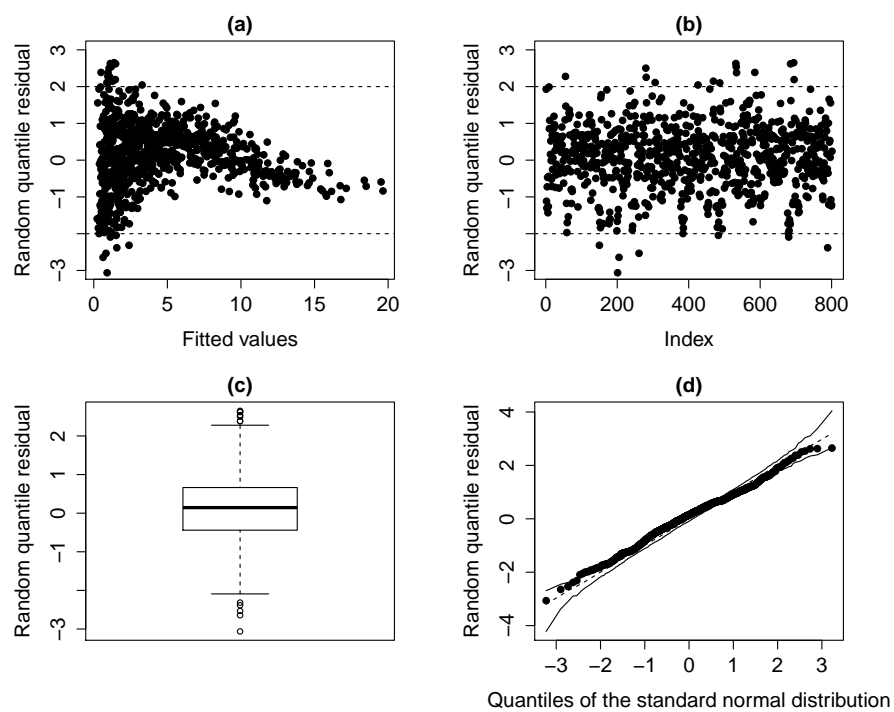 (a)
Random quantile residual
3
2
1
0
−1
−3
0 5 10 15 20
Fitted values
(b)
Random quantile residual
3
2
1
0
−1
−3
0 200 400 600 800
Index
(c)
Random quantile residual
2
1
0
−1
−3
(d)
Random quantile residual
4
2
0
−2
−4
−3 −2 −1 0 1 2 3
Quantiles of the standard normal distribution